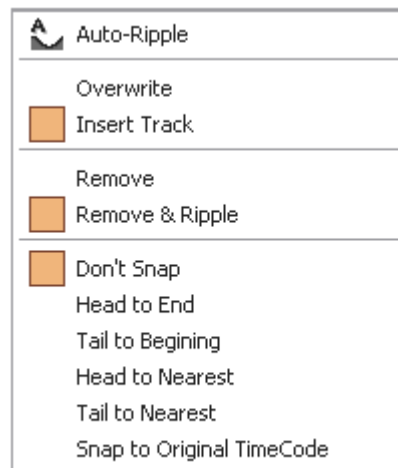 A
Auto-Ripple
Overwrite
Insert Track
Remove
Remove & Ripple
Don't Snap
Head to End
Tail to Begining
Head to Nearest
Tail to Nearest
Snap to Original TimeCode